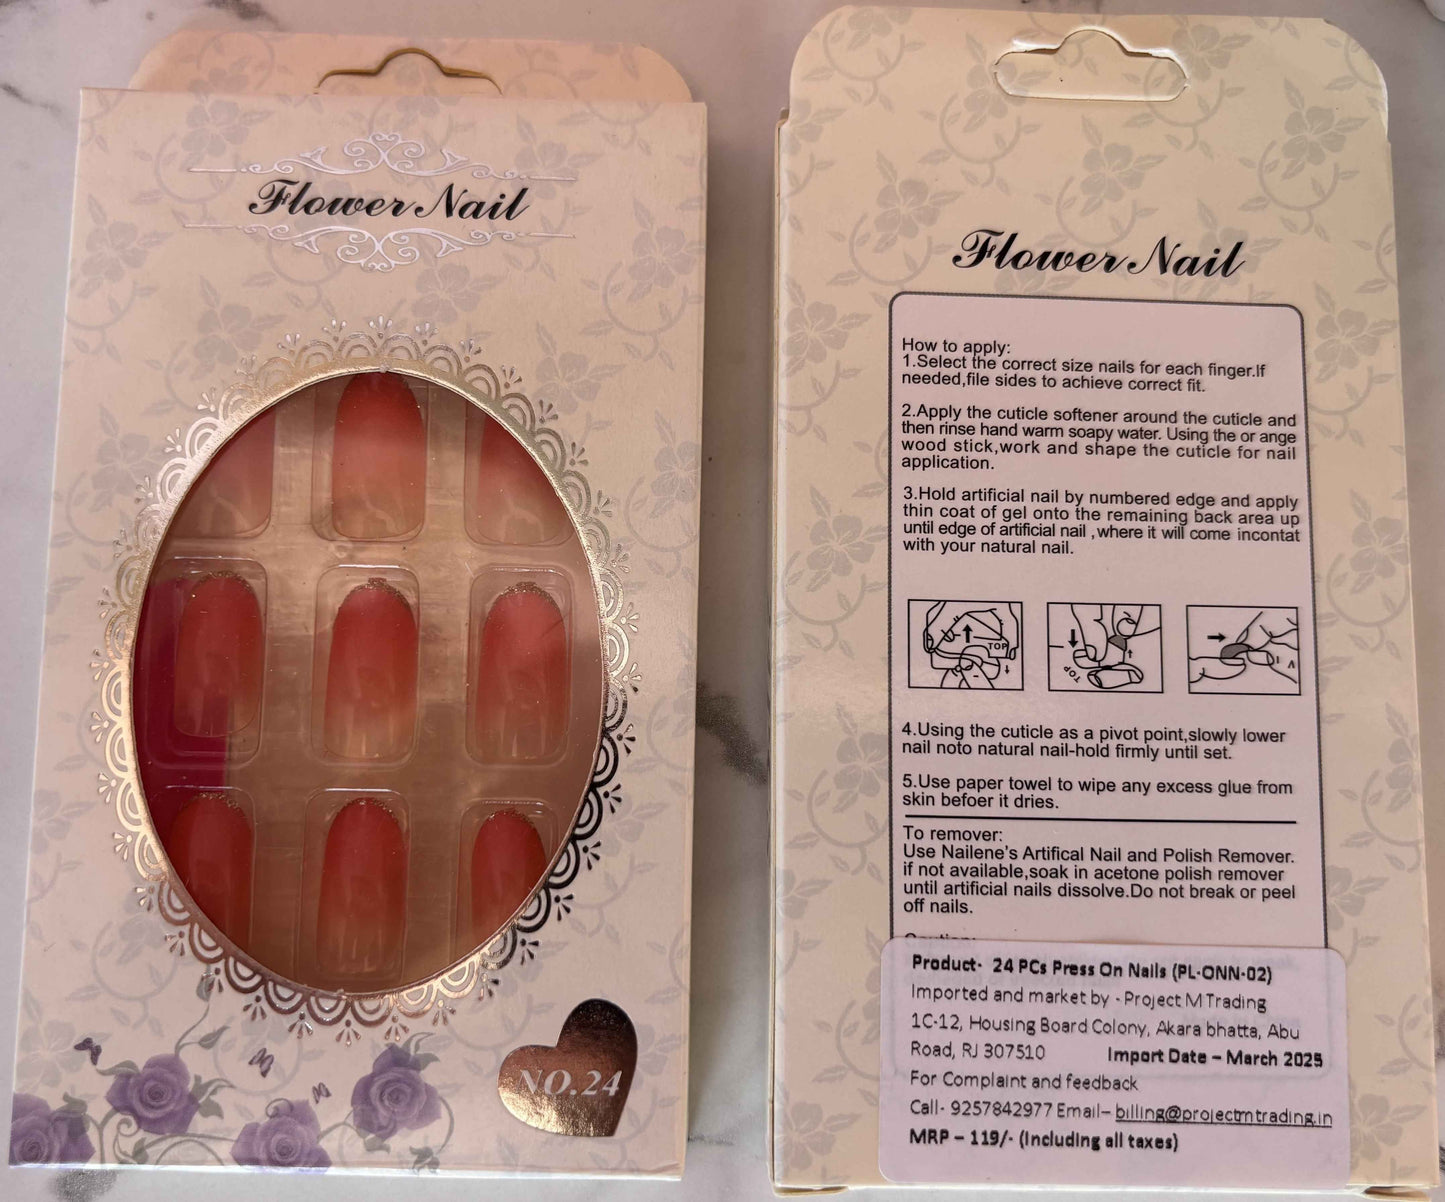 Flower Nail
NO.24
Flower Nail
How to apply:
1.Select the correct size nails for each finger.If
needed,file sides to achieve correct fit.
2.Apply the cuticle softener around the cuticle and
then rinse hand warm soapy water. Using the or ange
wood stick,work and shape the cuticle for nail
application.
3.Hold artificial nail by numbered edge and apply
thin coat of gel onto the remaining back area up
until edge of artificial nail ,where it will come incontat
with your natural nail.
TOP
TOP
4.Using the cuticle as a pivot point,slowly lower
nail noto natural nail-hold firmly until set.
5.Use paper towel to wipe any excess glue from
skin befoer it dries.
To remover:
Use Nailene's Artifical Nail and Polish Remover.
if not available,soak in acetone polish remover
until artificial nails dissolve.Do not break or peel
off nails.
Product- 24 PCs Press On Nails (PL-ONN-02)
Imported and market by - Project M Trading
1C-12, Housing Board Colony, Akara bhatta, Abu
Road, RJ 307510 Import Date – March 2025
For Complaint and feedback
Call- 9257842977 Email– billing@projectmtrading.in
MRP – 119/- (Including all taxes)